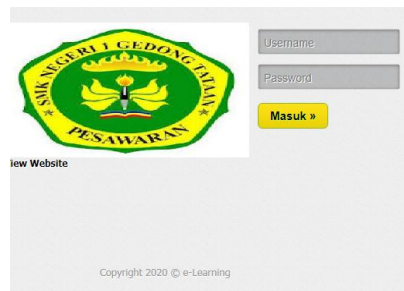 SMK NEGERI 1 GEDONG TATAAN
PESAWARAN
Username
Password
Masuk »
iew Website
Copyright 2020 © e-Learning